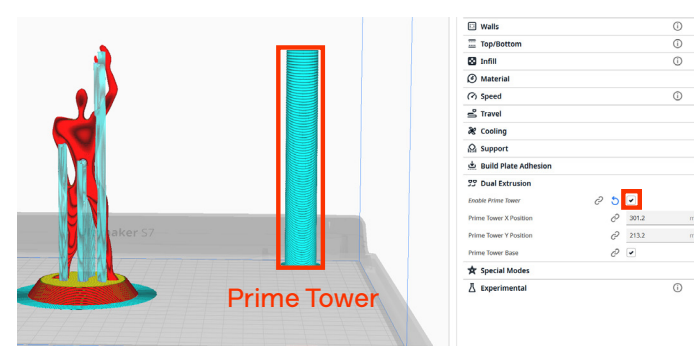 Walls
Top/Bottom
Infill
Material
Speed
Travel
Cooling
Support
Build Plate Adhesion
Dual Extrusion
Enable Prime Tower
Prime Tower X Position 301.2
Prime Tower Y Position 213.2
Prime Tower Base
Special Modes
Experimental
maker S7
Prime Tower